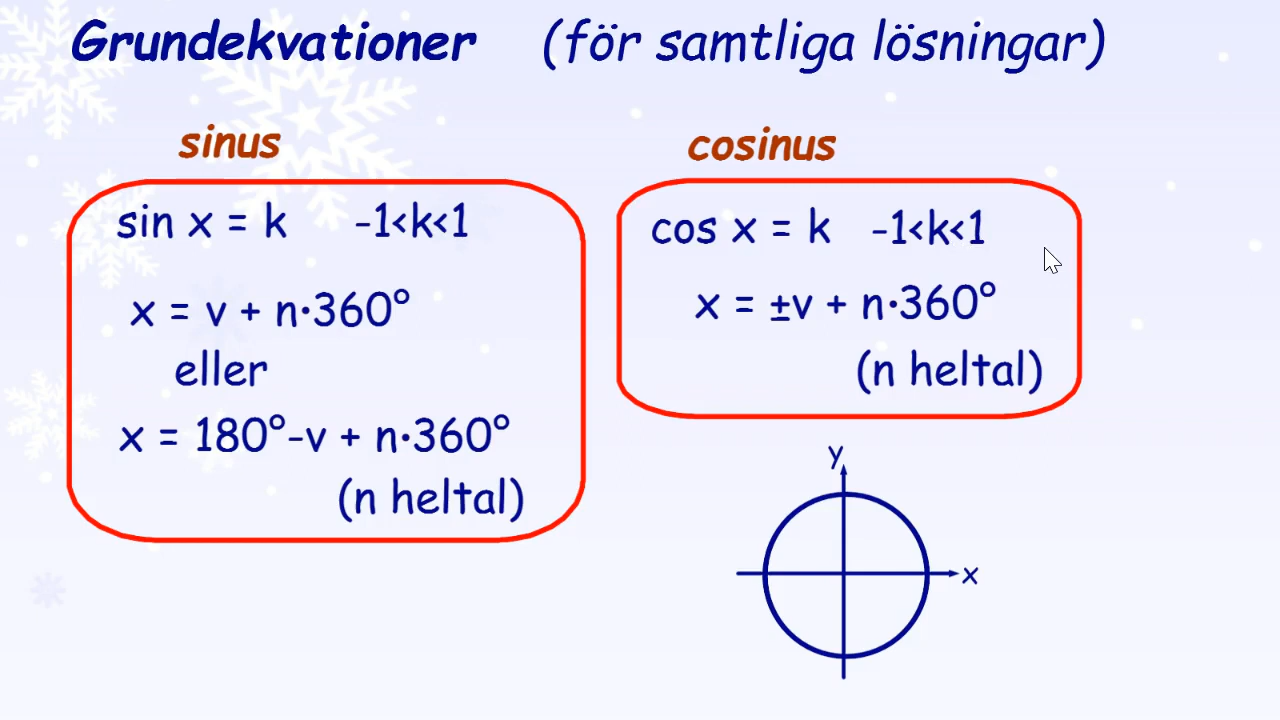 Grundekvationer (för samtliga lösningar)
sinus
sin x = k -1<k<1
x = v + n·360°
eller
x = 180°-v + n·360°
(n heltal)
cosinus
cos x = k -1<k<1
x = ±v + n·360°
(n heltal)
y
x